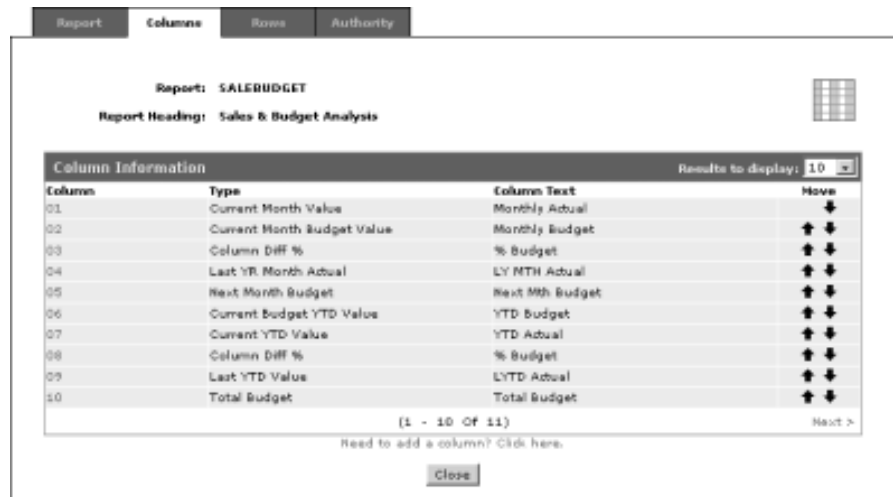 Report Columns Rows Authority
Report: SALEBUDGET
Report Heading: Sales & Budget Analysis
Column Information Results to display: 10
Column Type Column Text Move
01 Current Month Value Monthly Actual
02 Current Month Budget Value Monthly Budget
03 Column Diff % % Budget
04 Last YR Month Actual LY MTH Actual
05 Next Month Budget Next Mth Budget
06 Current Budget YTD Value YTD Budget
07 Current YTD Value YTD Actual
08 Column Diff % % Budget
09 Last YTD Value LYTD Actual
10 Total Budget Total Budget
(1 - 10 Of 11) Next >
Need to add a column? Click here.
Close